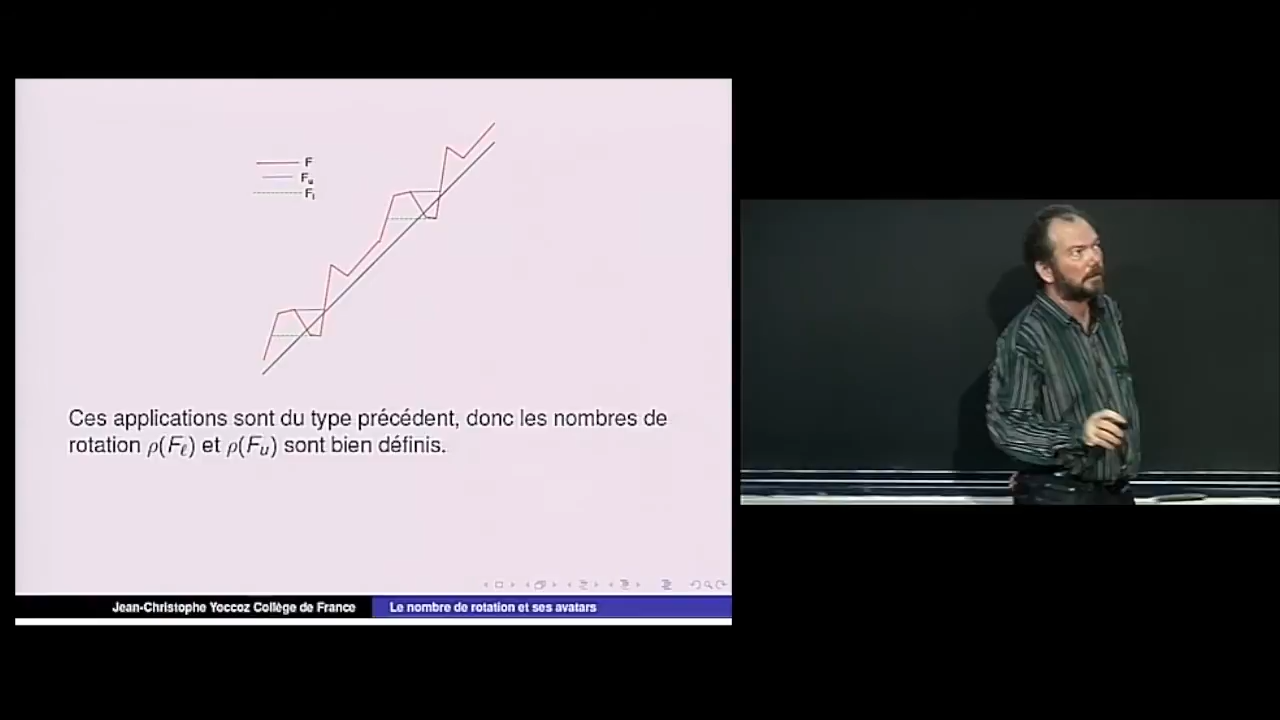 F
Fᵤ
Fₗ
Ces applications sont du type précédent, donc les nombres de
rotation ρ(Fℓ) et ρ(Fᵤ) sont bien définis.
Jean-Christophe Yoccoz Collège de France
Le nombre de rotation et ses avatars